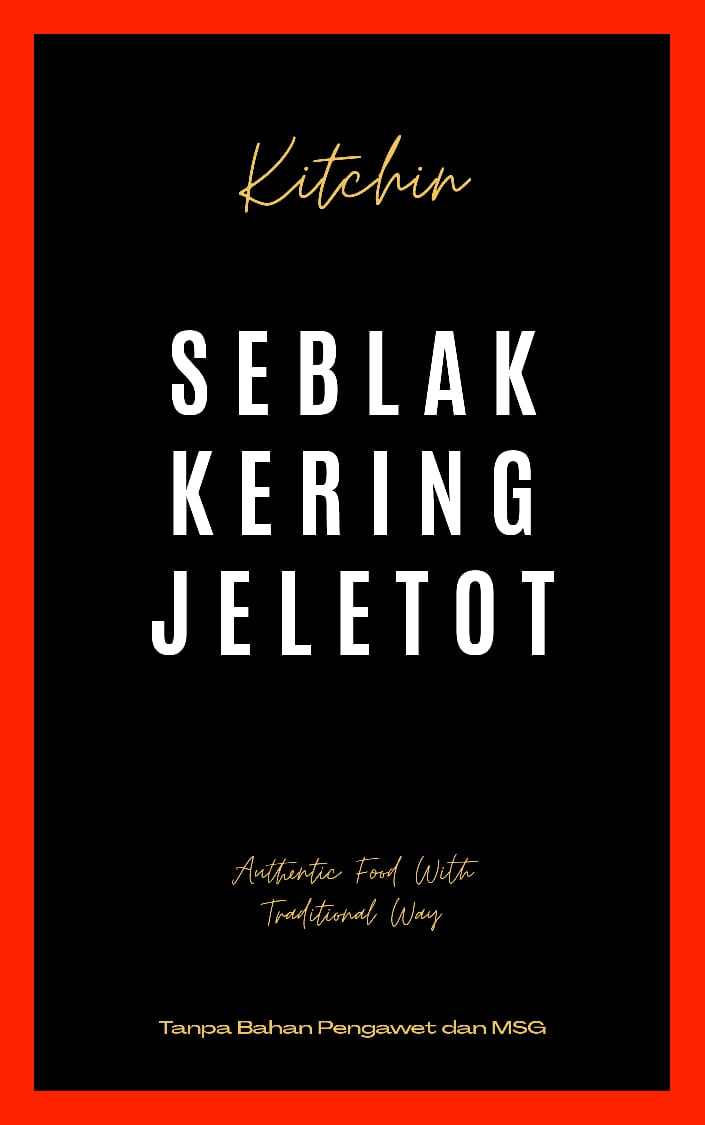 Kitchin
SEBLAK
KERING
JELETOT
Authentic Food With
Traditional Way
Tanpa Bahan Pengawet dan MSG